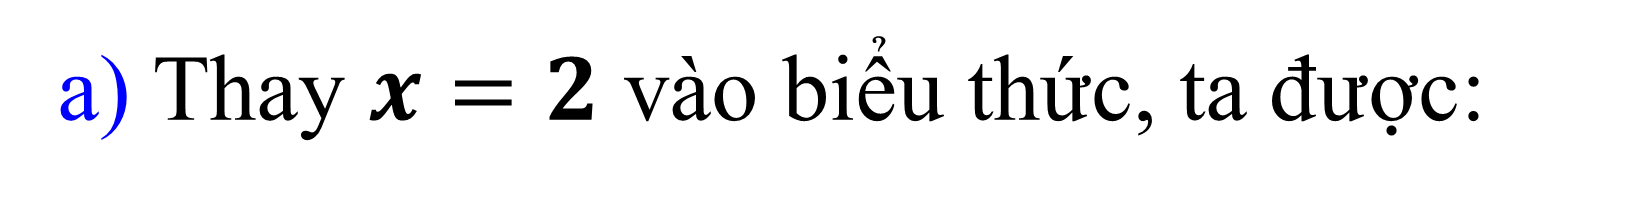 a) Thay x = 2 vào biểu thức, ta được: